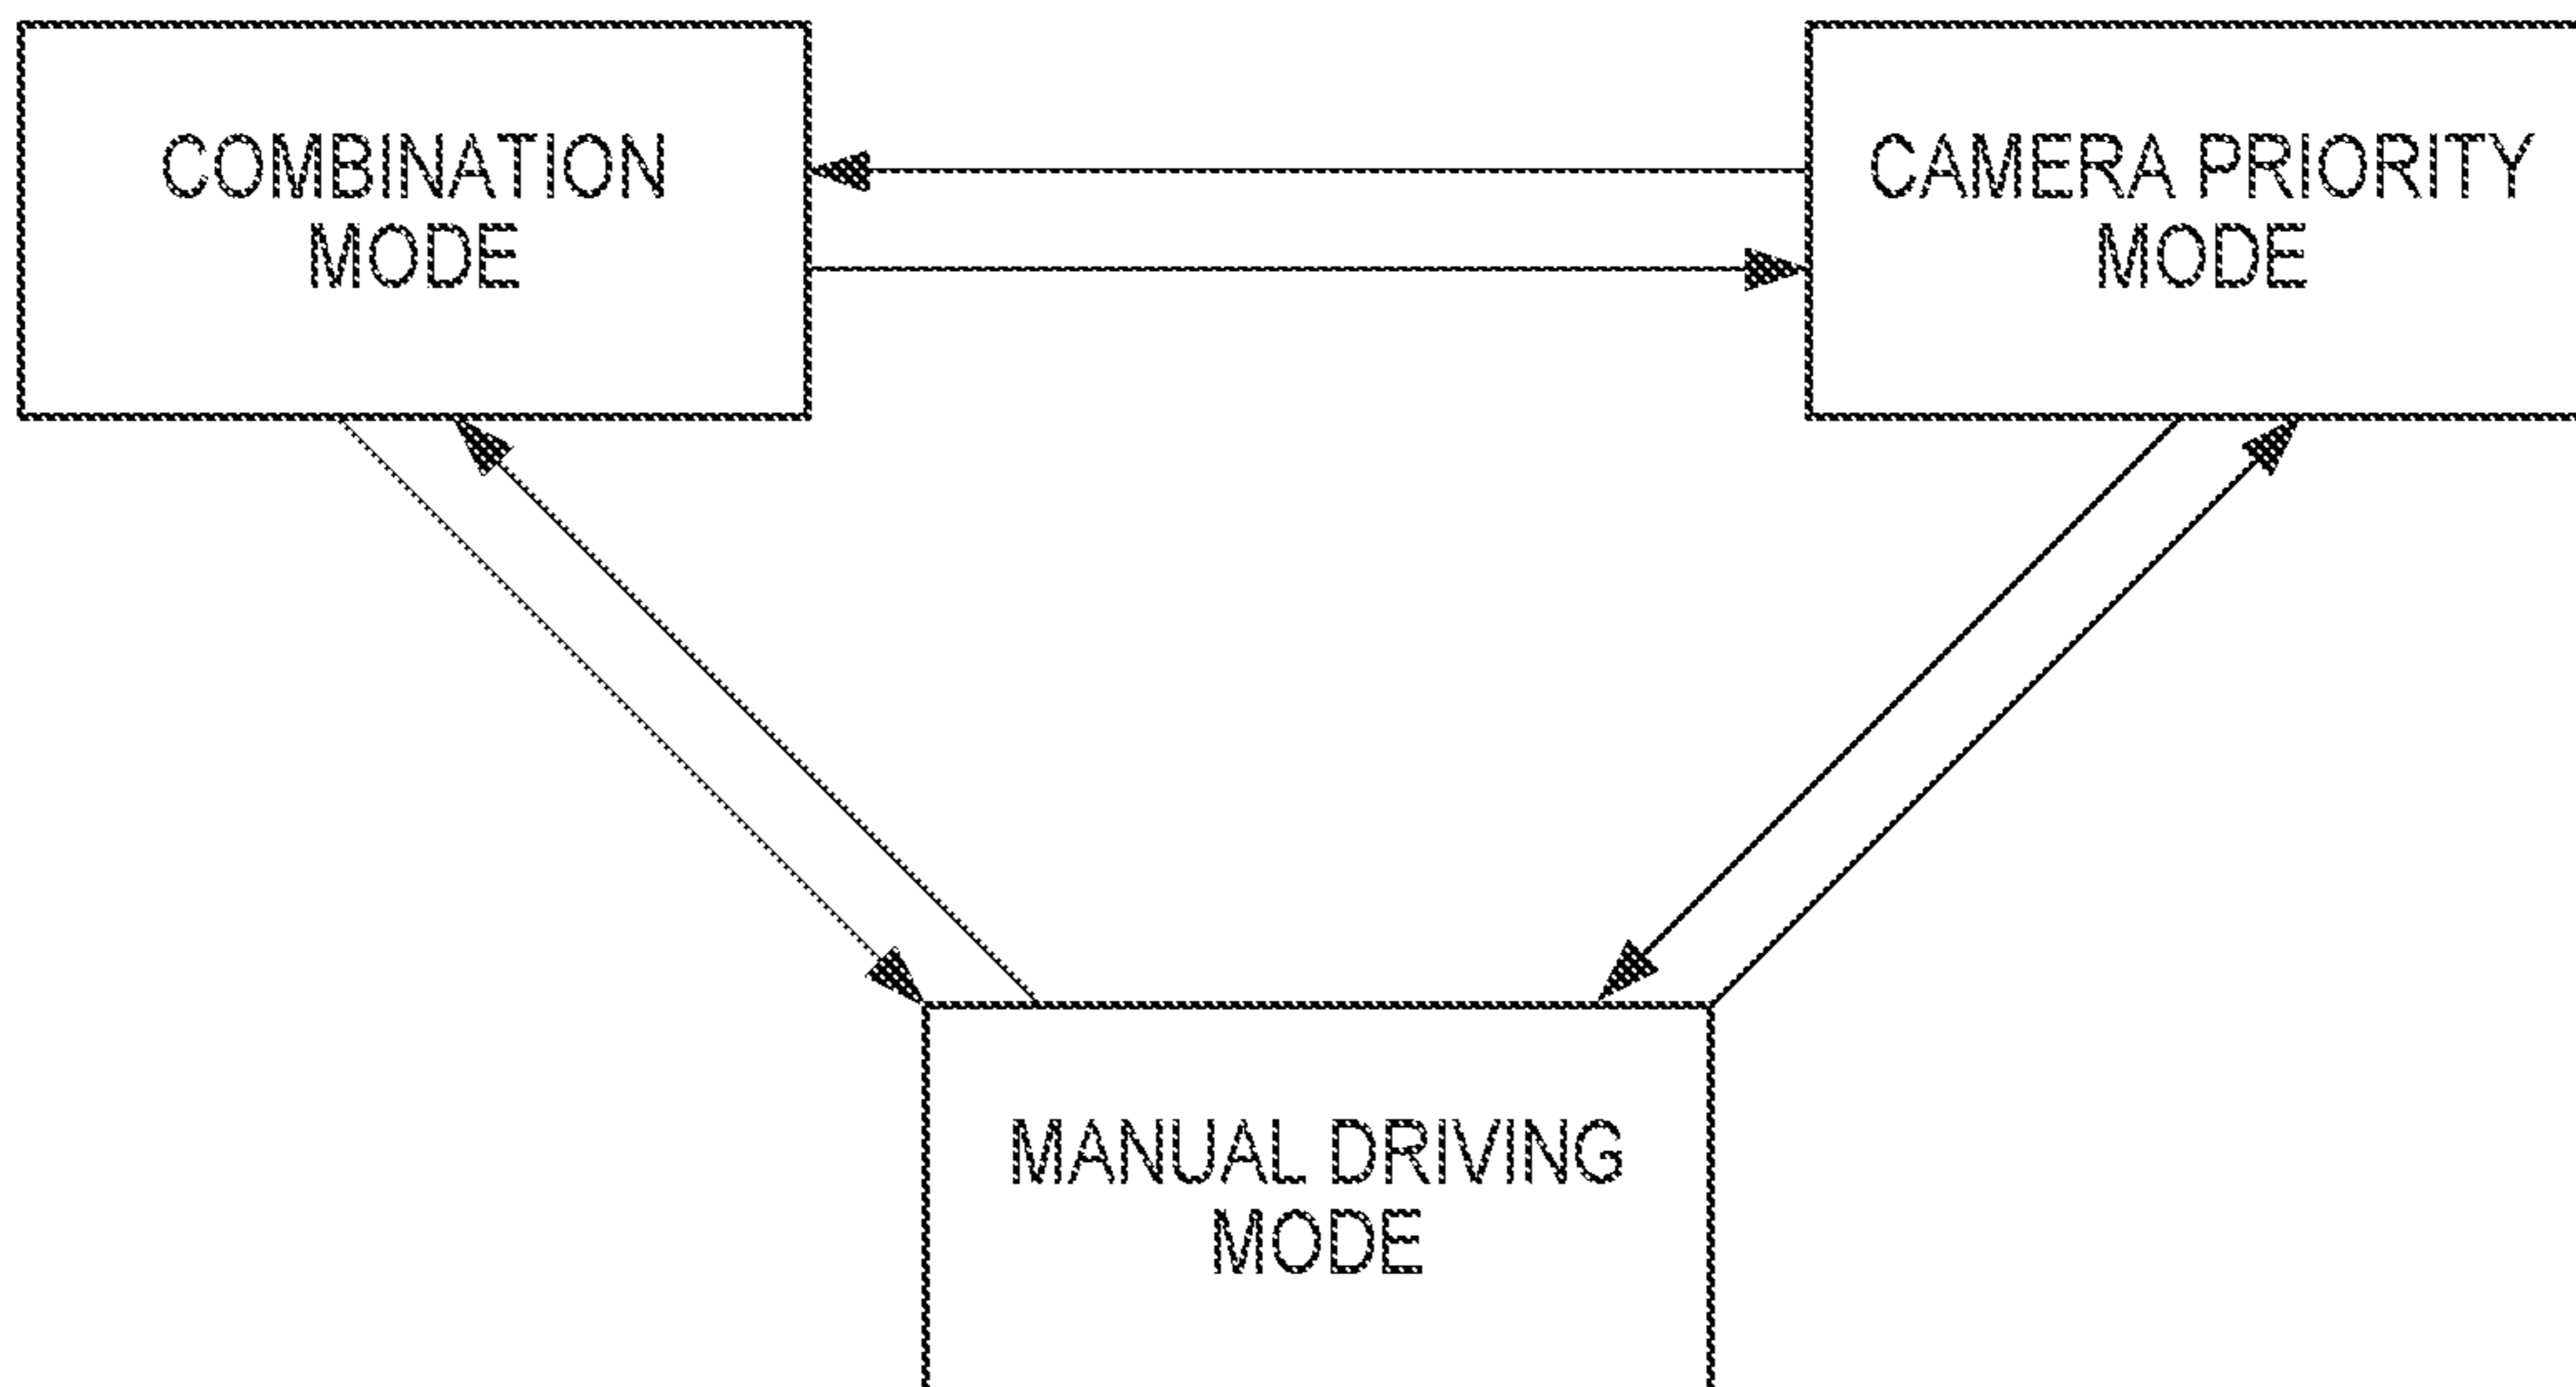 COMBINATION
MODE
CAMERA PRIORITY
MODE
MANUAL DRIVING
MODE